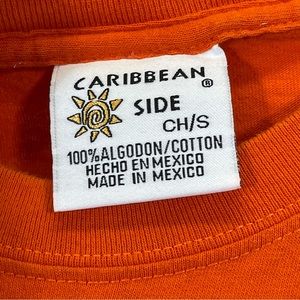 CARIBBEAN ®
SIDE
CH/S
100% ALGODON/COTTON
HECHO EN MEXICO
MADE IN MEXICO